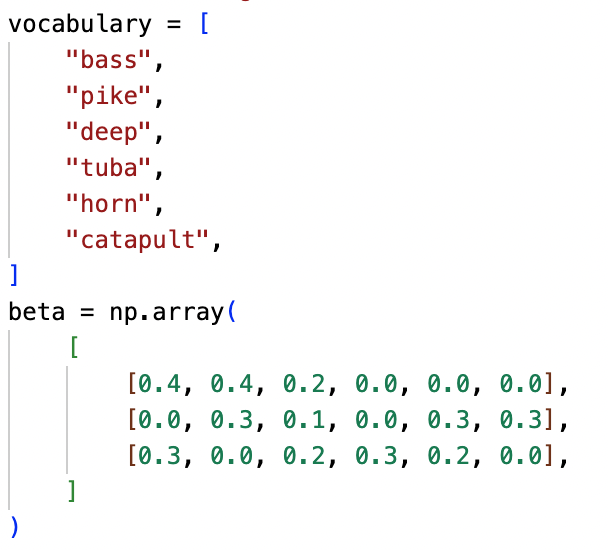 vocabulary = [
    "bass",
    "pike",
    "deep",
    "tuba",
    "horn",
    "catapult",
]
beta = np.array(
    [
        [0.4, 0.4, 0.2, 0.0, 0.0, 0.0],
        [0.0, 0.3, 0.1, 0.0, 0.3, 0.3],
        [0.3, 0.0, 0.2, 0.3, 0.2, 0.0],
    ]
)